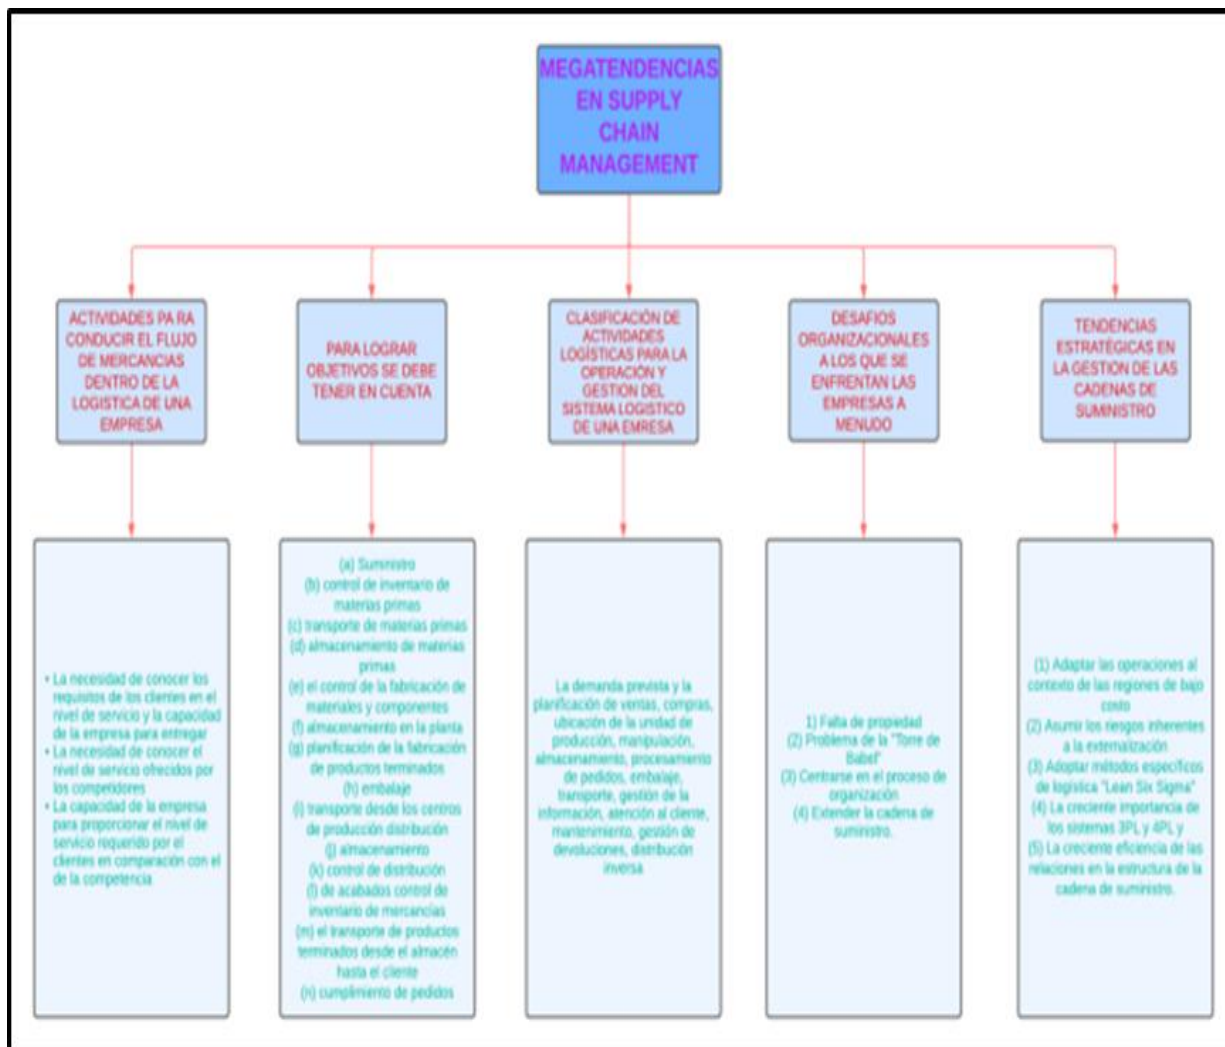 MEGATENDENCIAS
EN SUPPLY
CHAIN
MANAGEMENT
ACTIVIDADES PA RA
CONDUCIR EL FLUJO
DE MERCANCIAS
DENTRO DE LA
LOGISTICA DE UNA
EMPRESA
PARA LOGRAR
OBJETIVOS SE DEBE
TENER EN CUENTA
CLASIFICACIÓN DE
ACTIVIDADES
LOGÍSTICAS PARA LA
OPERACIÓN Y
GESTION DEL
SISTEMA LOGISTICO
DE UNA EMRESA
DESAFIOS
ORGANIZACIONALES
A LOS QUE SE
ENFRENTAN LAS
EMPRESAS A
MENUDO
TENDENCIAS
ESTRATÉGICAS EN
LA GESTION DE LAS
CADENAS DE
SUMINISTRO
• La necesidad de conocer los
requisitos de los clientes en el
nivel de servicio y la capacidad
de la empresa para entregar
• La necesidad de conocer el
nivel de servicio ofrecidos por
los competidores
• La capacidad de la empresa
para proporcionar el nivel de
servicio requerido por el
clientes en comparación con el
de la competencia
(a) Suministro
(b) control de inventario de
materias primas
(c) transporte de materias primas
(d) almacenamiento de materias
primas
(e) el control de la fabricación de
materiales y componentes
(f) almacenamiento en la planta
(g) planificación de la fabricación
de productos terminados
(h) embalaje
(i) transporte desde los centros
de producción distribución
(j) almacenamiento
(k) control de distribución
(l) de acabados control de
inventario de mercancías
(m) el transporte de productos
terminados desde el almacén
hasta el cliente
(n) cumplimiento de pedidos
La demanda prevista y la
planificación de ventas, compras,
ubicación de la unidad de
producción, manipulación,
almacenamiento, procesamiento
de pedidos, embalaje,
transporte, gestión de la
información, atención al cliente,
mantenimiento, gestión de
devoluciones, distribución
inversa
1) Falta de propiedad
(2) Problema de la "Torre de
Babel"
(3) Centrarse en el proceso de
organización
(4) Extender la cadena de
suministro.
(1) Adaptar las operaciones al
contexto de las regiones de bajo
costo
(2) Asumir los riesgos inherentes
a la externalización
(3) Adoptar métodos específicos
de logística "Lean Six Sigma"
(4) La creciente importancia de
los sistemas 3PL y 4PL y
(5) La creciente eficiencia de las
relaciones en la estructura de la
cadena de suministro.